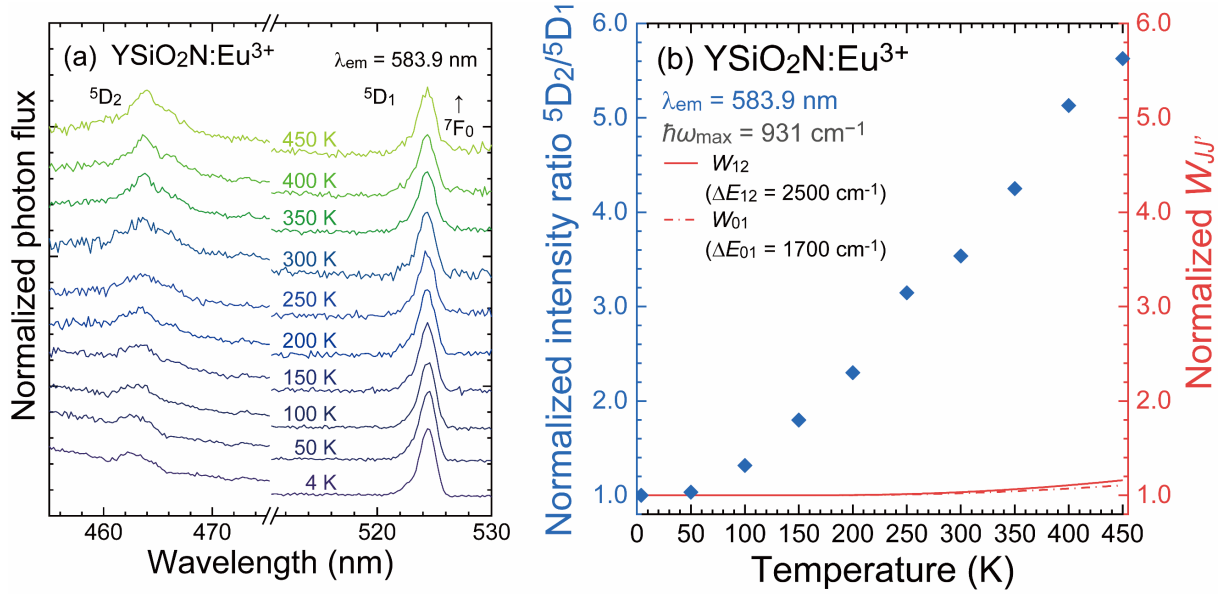 (a) YSiO₂N:Eu³⁺
λem = 583.9 nm
⁵D₂
⁵D₁
↑
⁷F₀
450 K
400 K
350 K
300 K
250 K
200 K
150 K
100 K
50 K
4 K
Normalized photon flux
460 470 520 530
Wavelength (nm)
(b) YSiO₂N:Eu³⁺
λem = 583.9 nm
ħωmax = 931 cm⁻¹
W₁₂
(ΔE₁₂ = 2500 cm⁻¹)
W₀₁
(ΔE₀₁ = 1700 cm⁻¹)
Normalized intensity ratio ⁵D₂/⁵D₁
6.0
5.0
4.0
3.0
2.0
1.0
0 50 100 150 200 250 300 350 400 450
Temperature (K)
6.0
5.0
4.0
3.0
2.0
1.0
Normalized WJJ'